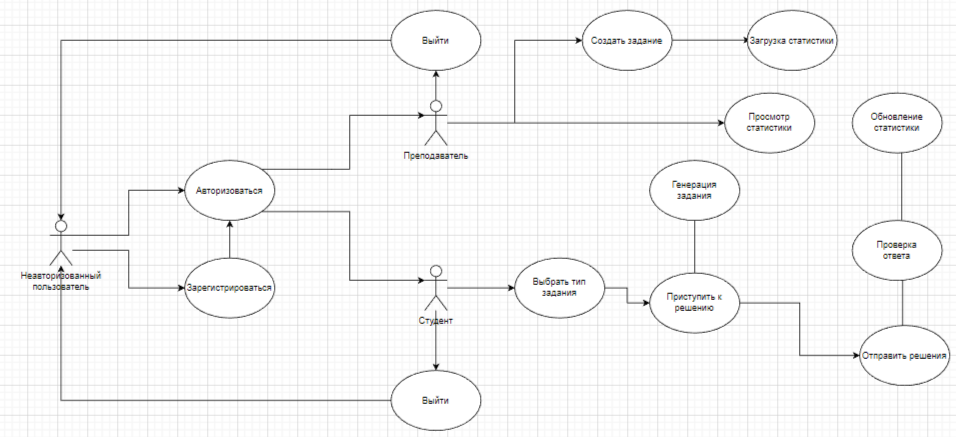 Выйти
Создать задание
Загрузка статистики
Просмотр
статистики
Обновление
статистики
Преподаватель
Авторизоваться
Генерация
задания
Проверка
ответа
Неавторизованный
пользователь
Зарегистрироваться
Выбрать тип
задания
Приступить к
решению
Студент
Отправить решения
Выйти